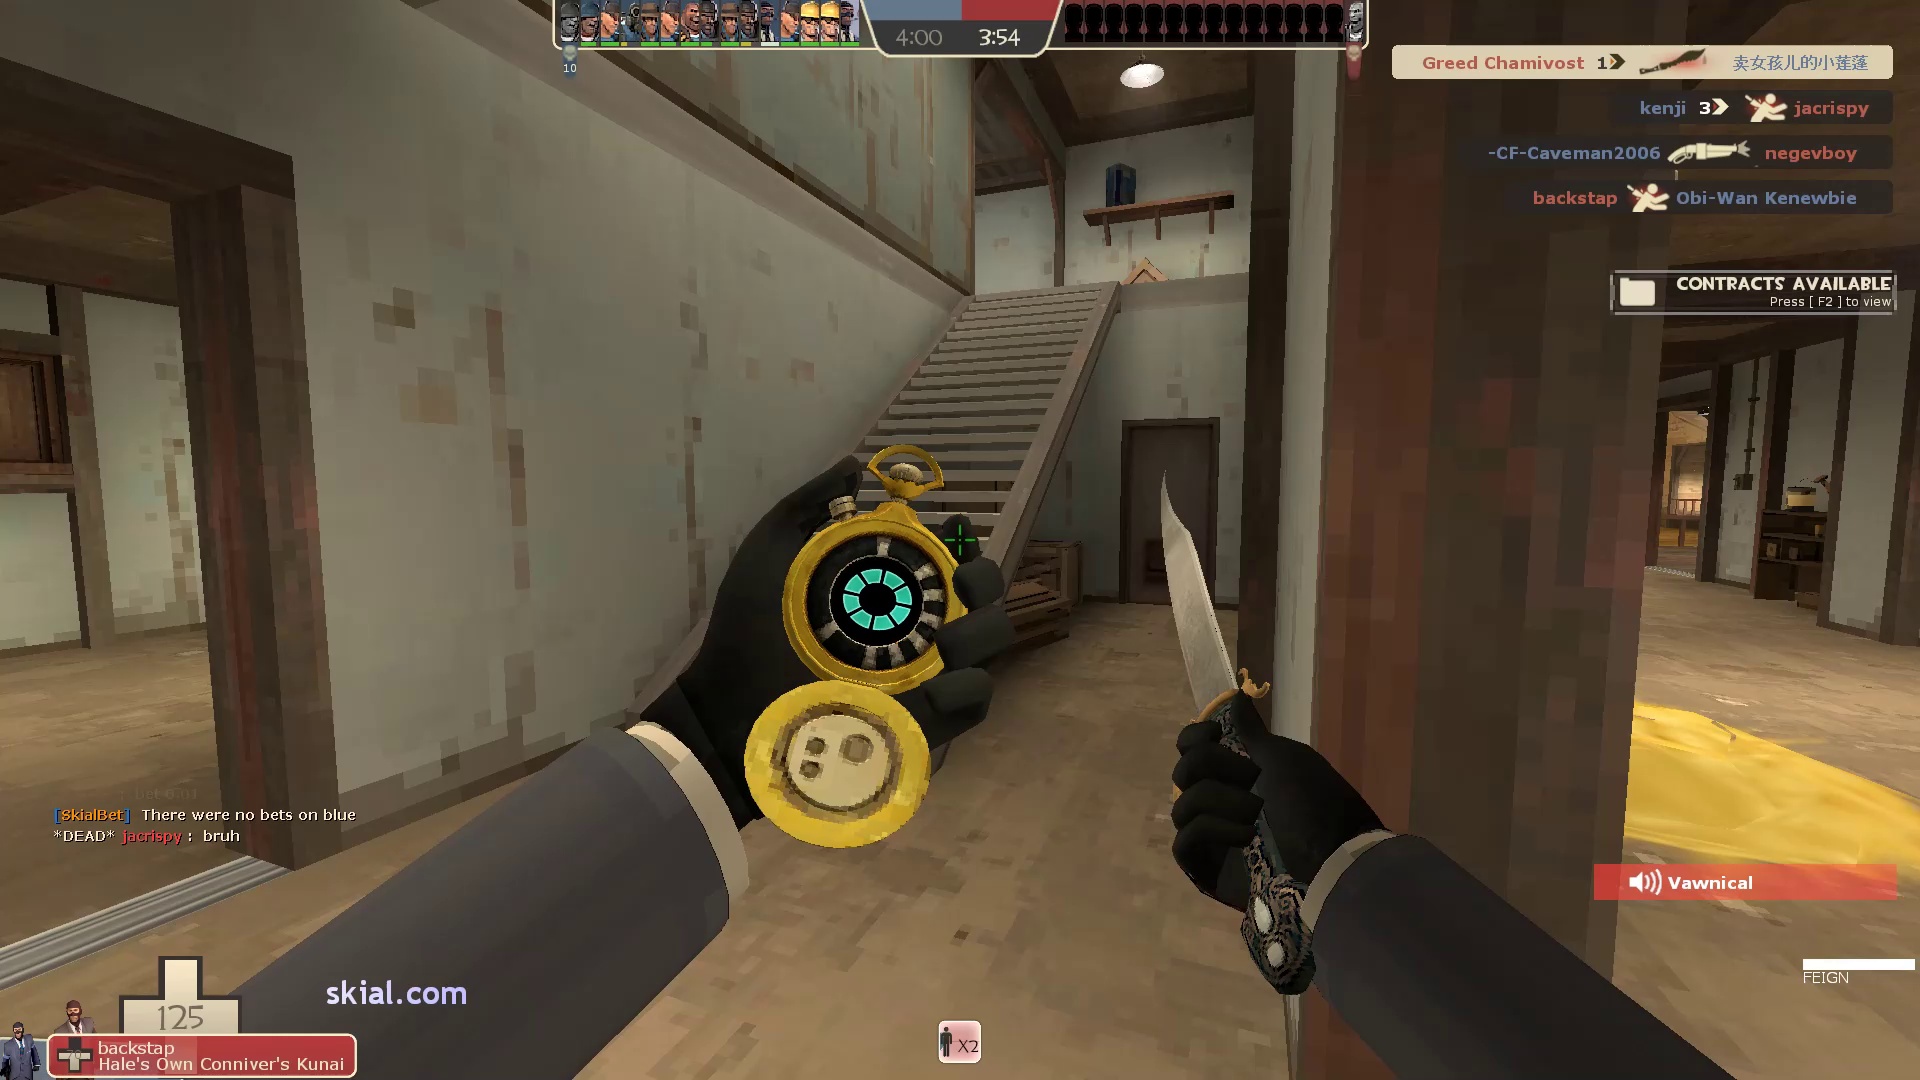 4:00 3:54
10
Greed Chamivost 1 卖女孩儿的小莲蓬
kenji 3 jacrispy
-CF-Caveman2006 negevboy
backstap Obi-Wan Kenewbie
CONTRACTS AVAILABLE
Press [ F2 ] to view
[SkialBet] There were no bets on blue
*DEAD* jacrispy : bruh
Vawnical
FEIGN
skial.com
125
backstap
Hale's Own Conniver's Kunai
X2